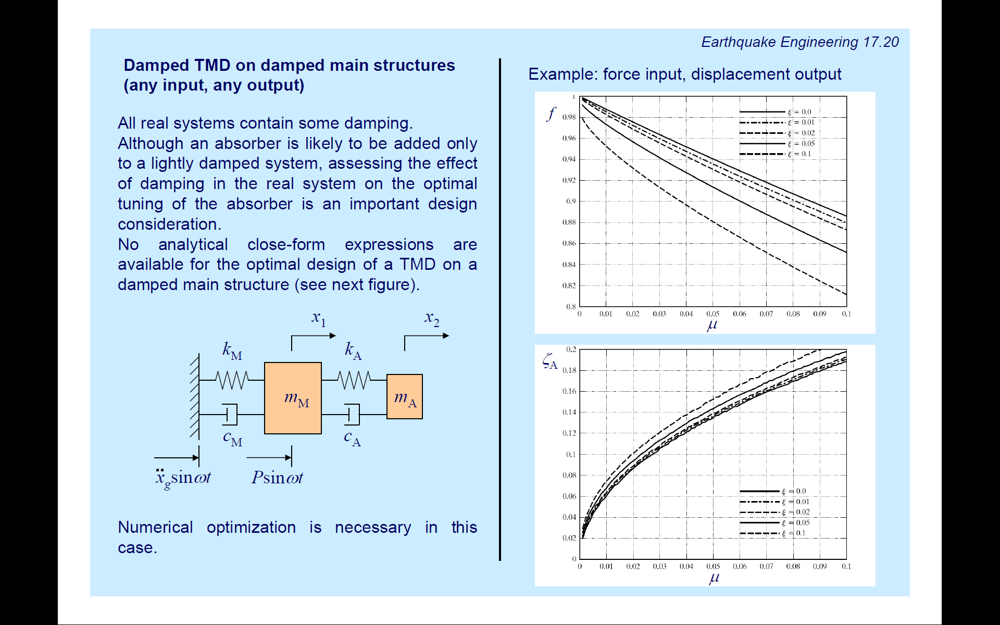 Earthquake Engineering 17.20
Damped TMD on damped main structures
(any input, any output)
All real systems contain some damping.
Although an absorber is likely to be added only
to a lightly damped system, assessing the effect
of damping in the real system on the optimal
tuning of the absorber is an important design
consideration.
No analytical close-form expressions are
available for the optimal design of a TMD on a
damped main structure (see next figure).
x₁ x₂
k_M k_A
m_M m_A
c_M c_A
ẍ_g sinωt Psinωt
Numerical optimization is necessary in this
case.
Example: force input, displacement output
f
1
0.98
0.96
0.94
0.92
0.9
0.88
0.86
0.84
0.82
0.8
ξ = 0.0
ξ = 0.01
ξ = 0.02
ξ = 0.05
ξ = 0.1
0 0.01 0.02 0.03 0.04 0.05 0.06 0.07 0.08 0.09 0.1
μ
ζ_A
0.2
0.18
0.16
0.14
0.12
0.1
0.08
0.06
0.04
0.02
0
ξ = 0.0
ξ = 0.01
ξ = 0.02
ξ = 0.05
ξ = 0.1
0 0.01 0.02 0.03 0.04 0.05 0.06 0.07 0.08 0.09 0.1
μ